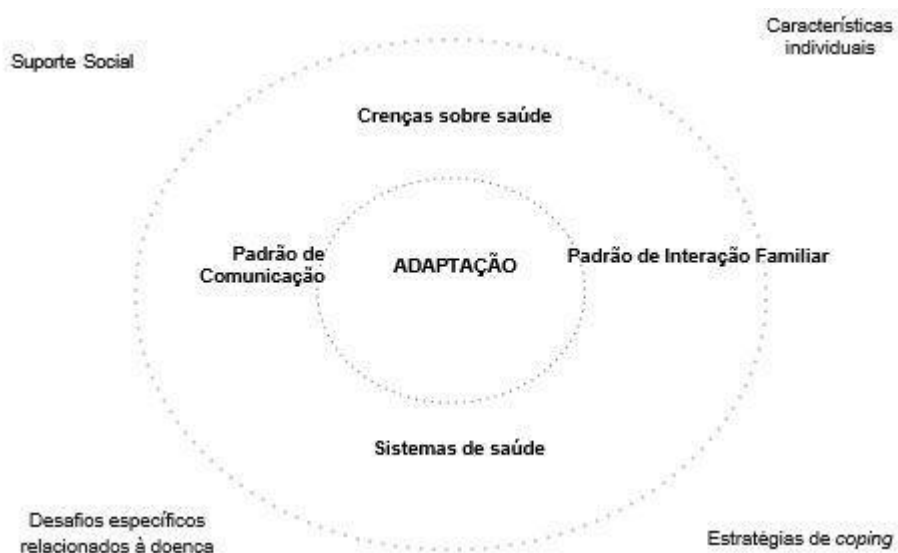 Características
individuais
Suporte Social
Crenças sobre saúde
Padrão de
Comunicação
ADAPTAÇÃO
Padrão de Interação Familiar
Sistemas de saúde
Desafios específicos
relacionados à doença
Estratégias de coping